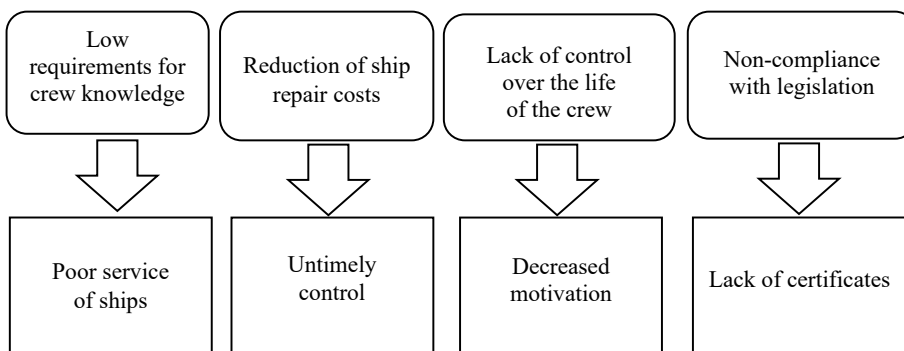 Low
requirements for
crew knowledge
Reduction of ship
repair costs
Lack of control
over the life
of the crew
Non-compliance
with legislation
Poor service
of ships
Untimely
control
Decreased
motivation
Lack of certificates